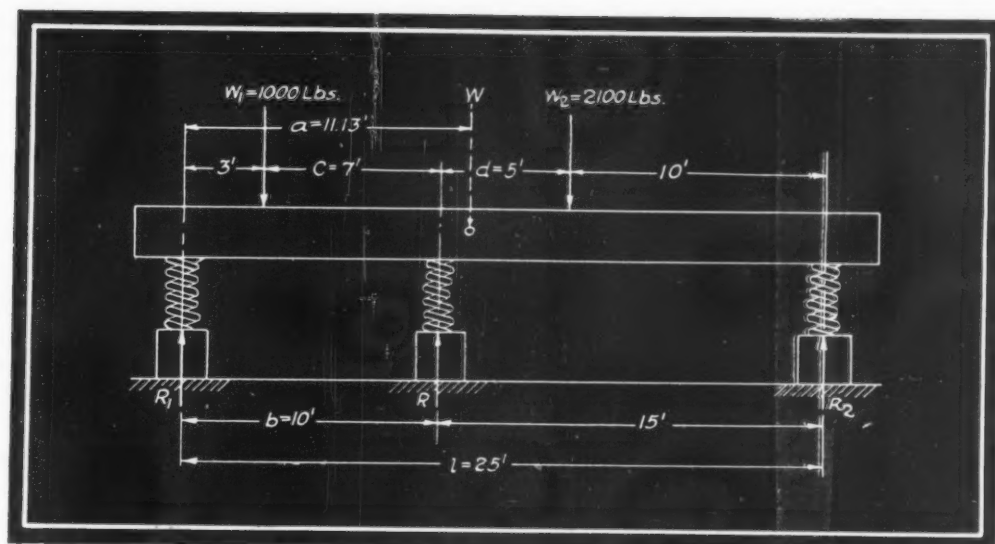 W₁=1000 Lbs.
W
W₂=2100 Lbs.
a=11.13'
3'
C=7'
d=5'
10'
R₁
R
R₂
b=10'
15'
l=25'